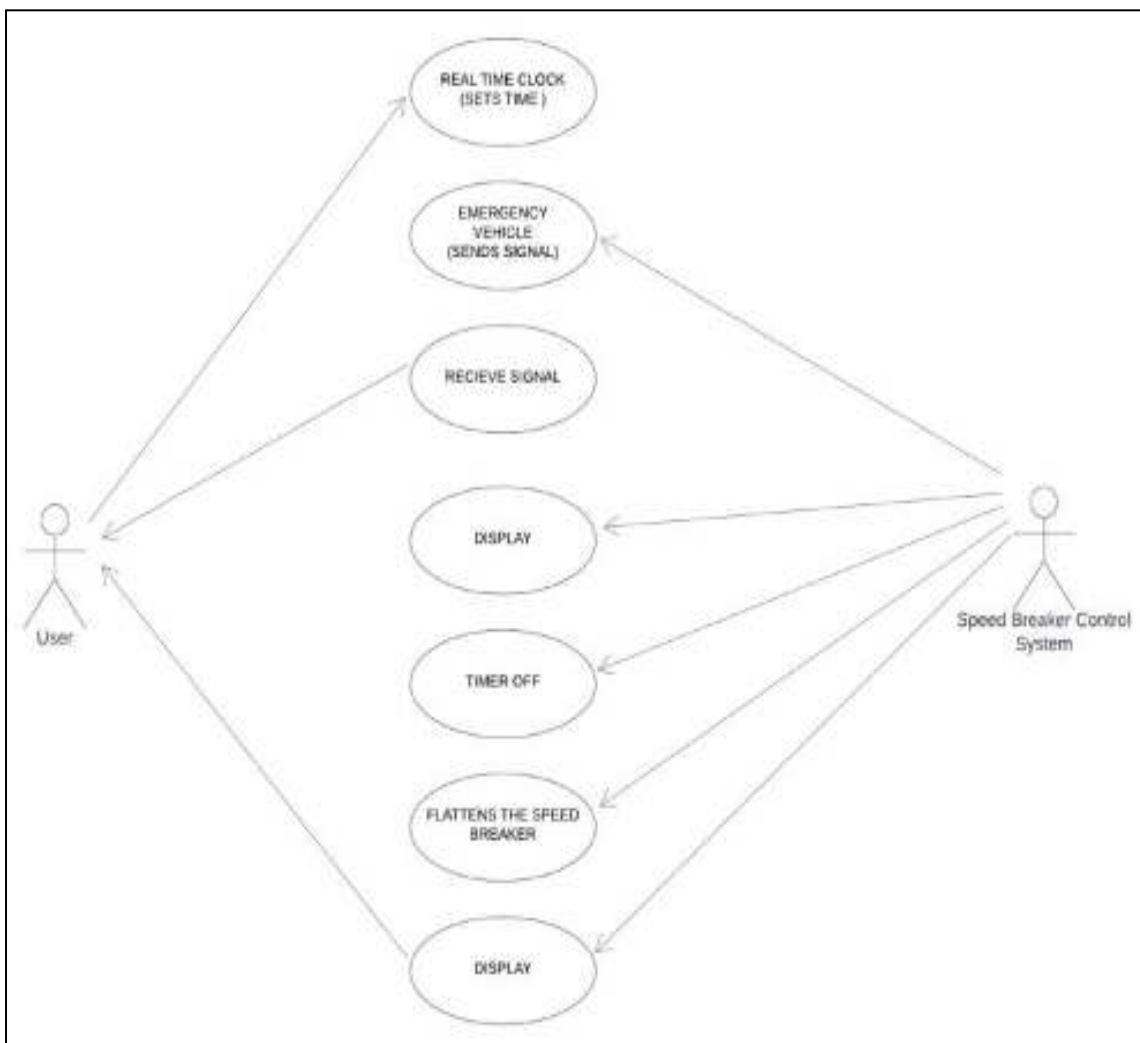 REAL TIME CLOCK
(SETS TIME )
EMERGENCY
VEHICLE
(SENDS SIGNAL)
RECIEVE SIGNAL
DISPLAY
User
Speed Breaker Control
System
TIMER OFF
FLATTENS THE SPEED
BREAKER
DISPLAY